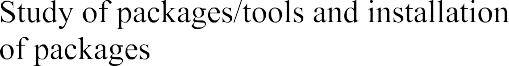 Study of packages/tools and installation
of packages